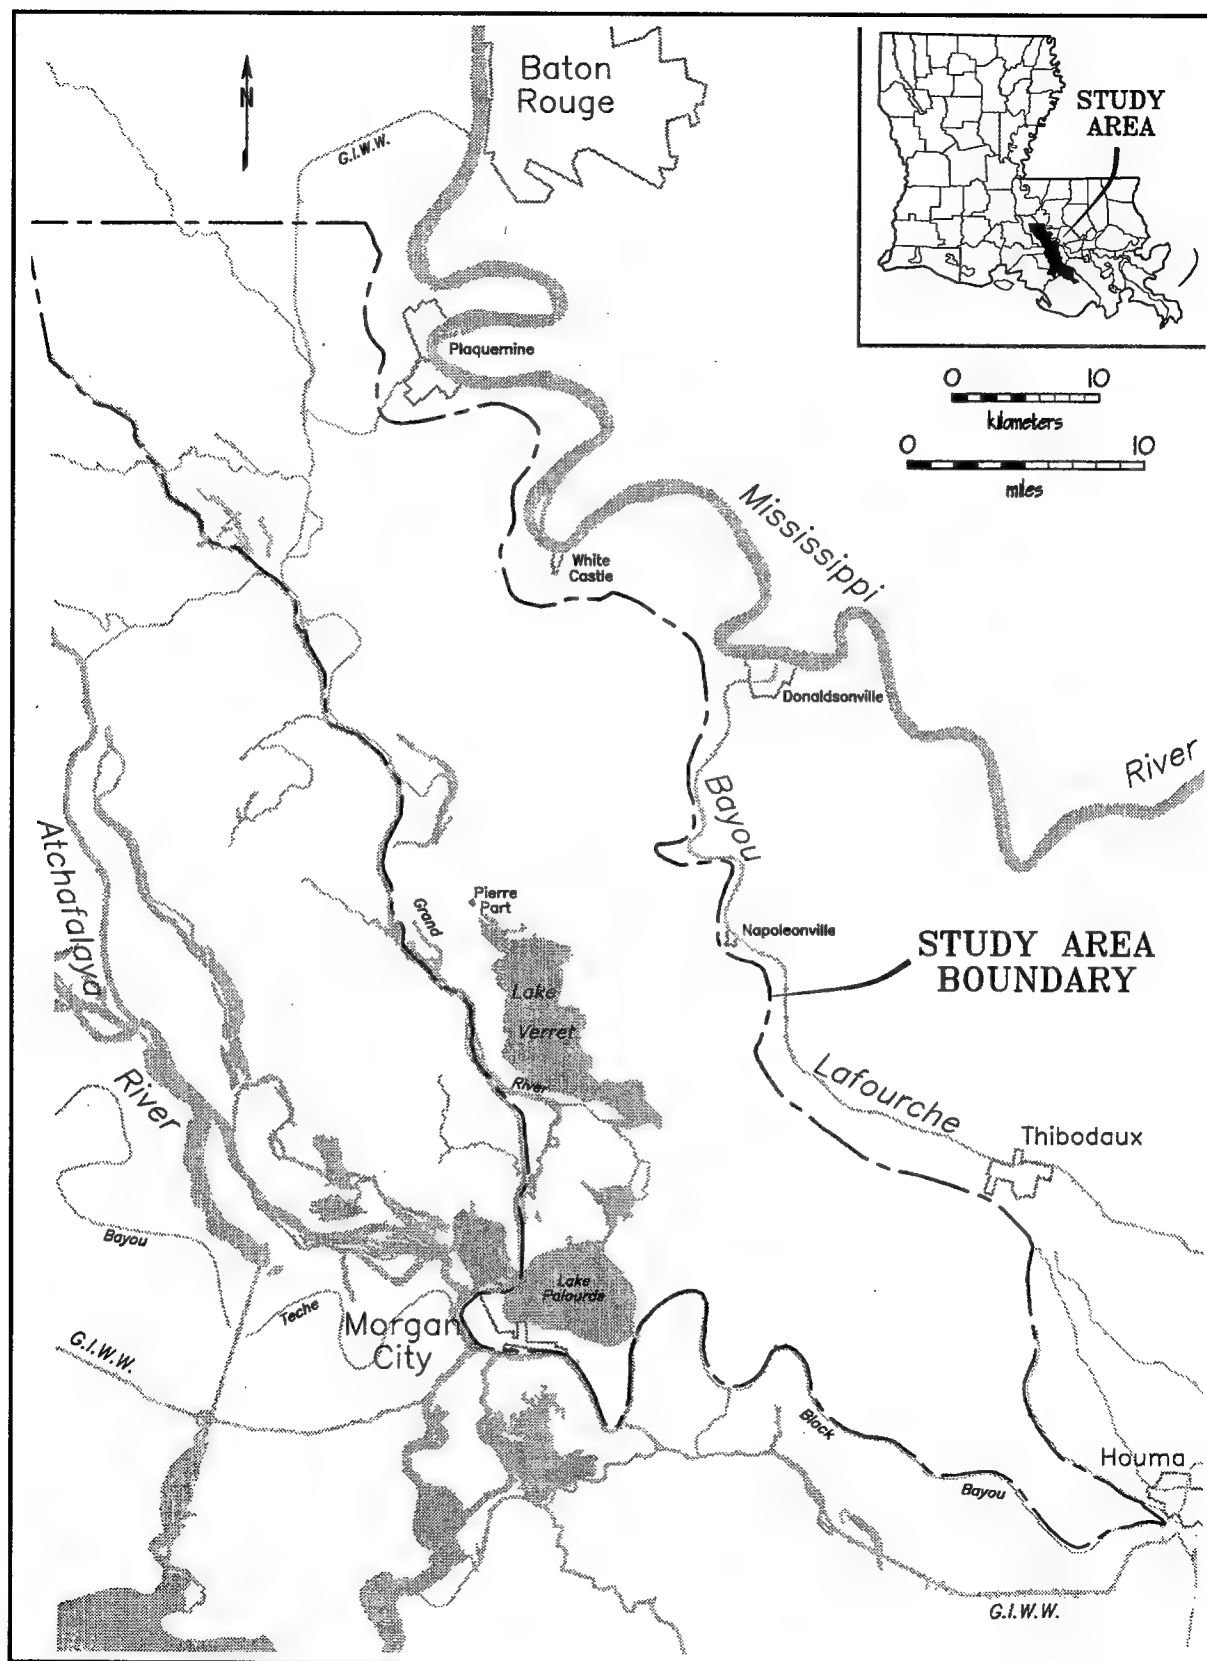 Baton
Rouge
N
G.I.W.W.
STUDY
AREA
Plaquemine
0 10
kilometers
0 10
miles
Mississippi
White
Castle
Donaldsonville
River
Bayou
Atchafalaya
Pierre
Part
Grand
Napoleonville
STUDY AREA
BOUNDARY
Lake
Verret
River
River
Lafourche
Thibodaux
Bayou
Lake
Palourde
Teche
Morgan
City
G.I.W.W.
Black
Houma
Bayou
G.I.W.W.